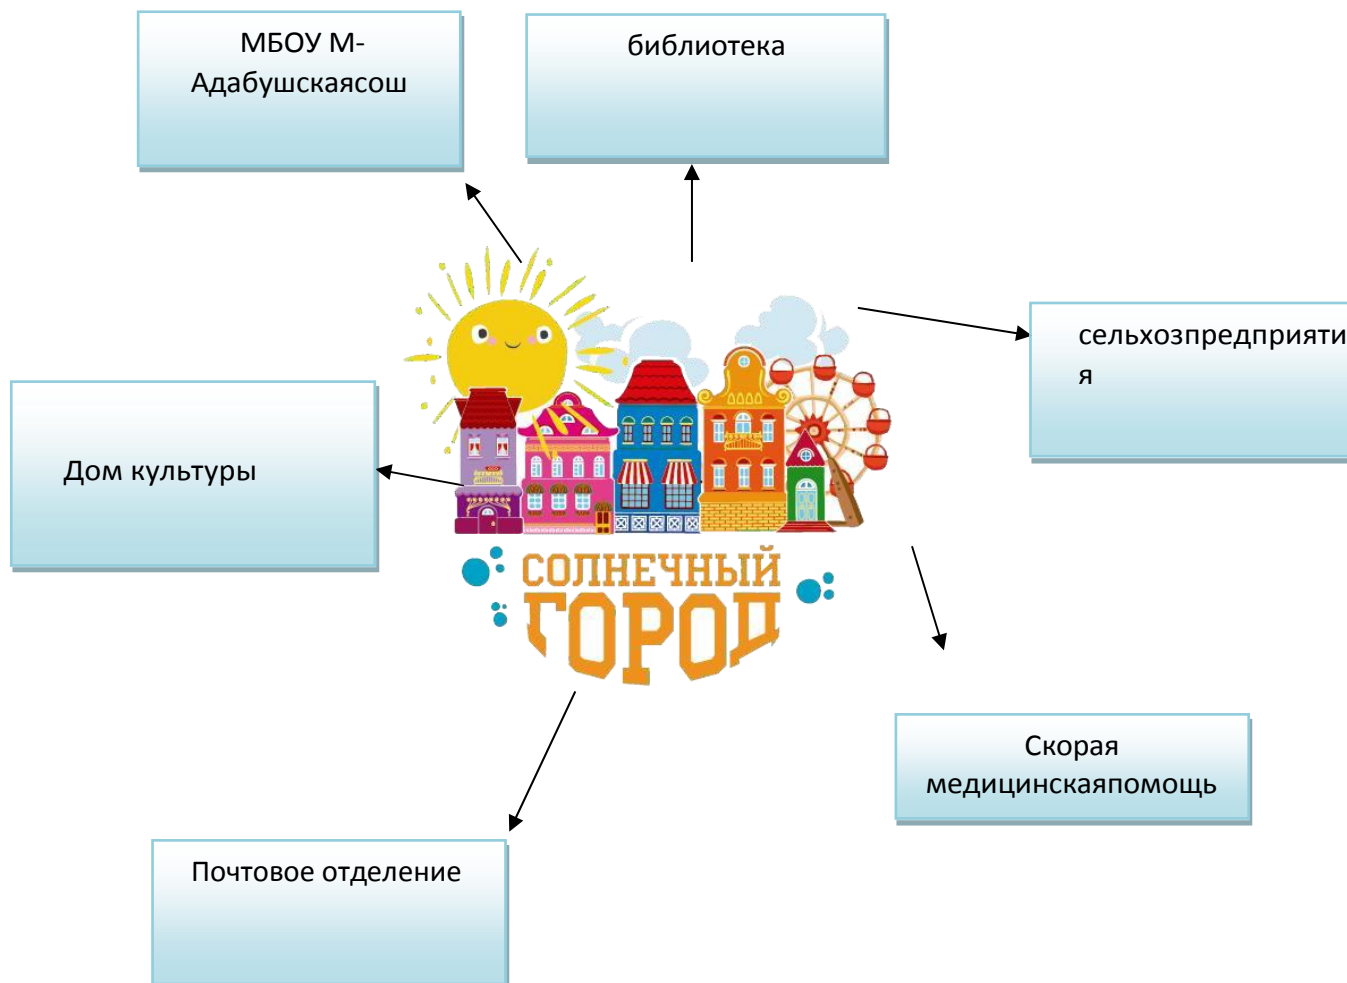 МБОУ М-
Адабушскаясош
библиотека
сельхозпредприяти
я
Дом культуры
СОЛНЕЧНЫЙ
ГОРОД
Скорая
медицинскаяпомощь
Почтовое отделение